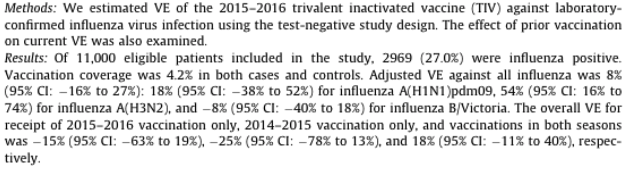 Methods: We estimated VE of the 2015–2016 trivalent inactivated vaccine (TIV) against laboratory-
confirmed influenza virus infection using the test-negative study design. The effect of prior vaccination
on current VE was also examined.
Results: Of 11,000 eligible patients included in the study, 2969 (27.0%) were influenza positive.
Vaccination coverage was 4.2% in both cases and controls. Adjusted VE against all influenza was 8%
(95% CI: −16% to 27%): 18% (95% CI: −38% to 52%) for influenza A(H1N1)pdm09, 54% (95% CI: 16% to
74%) for influenza A(H3N2), and −8% (95% CI: −40% to 18%) for influenza B/Victoria. The overall VE for
receipt of 2015–2016 vaccination only, 2014–2015 vaccination only, and vaccinations in both seasons
was −15% (95% CI: −63% to 19%), −25% (95% CI: −78% to 13%), and 18% (95% CI: −11% to 40%), respec-
tively.